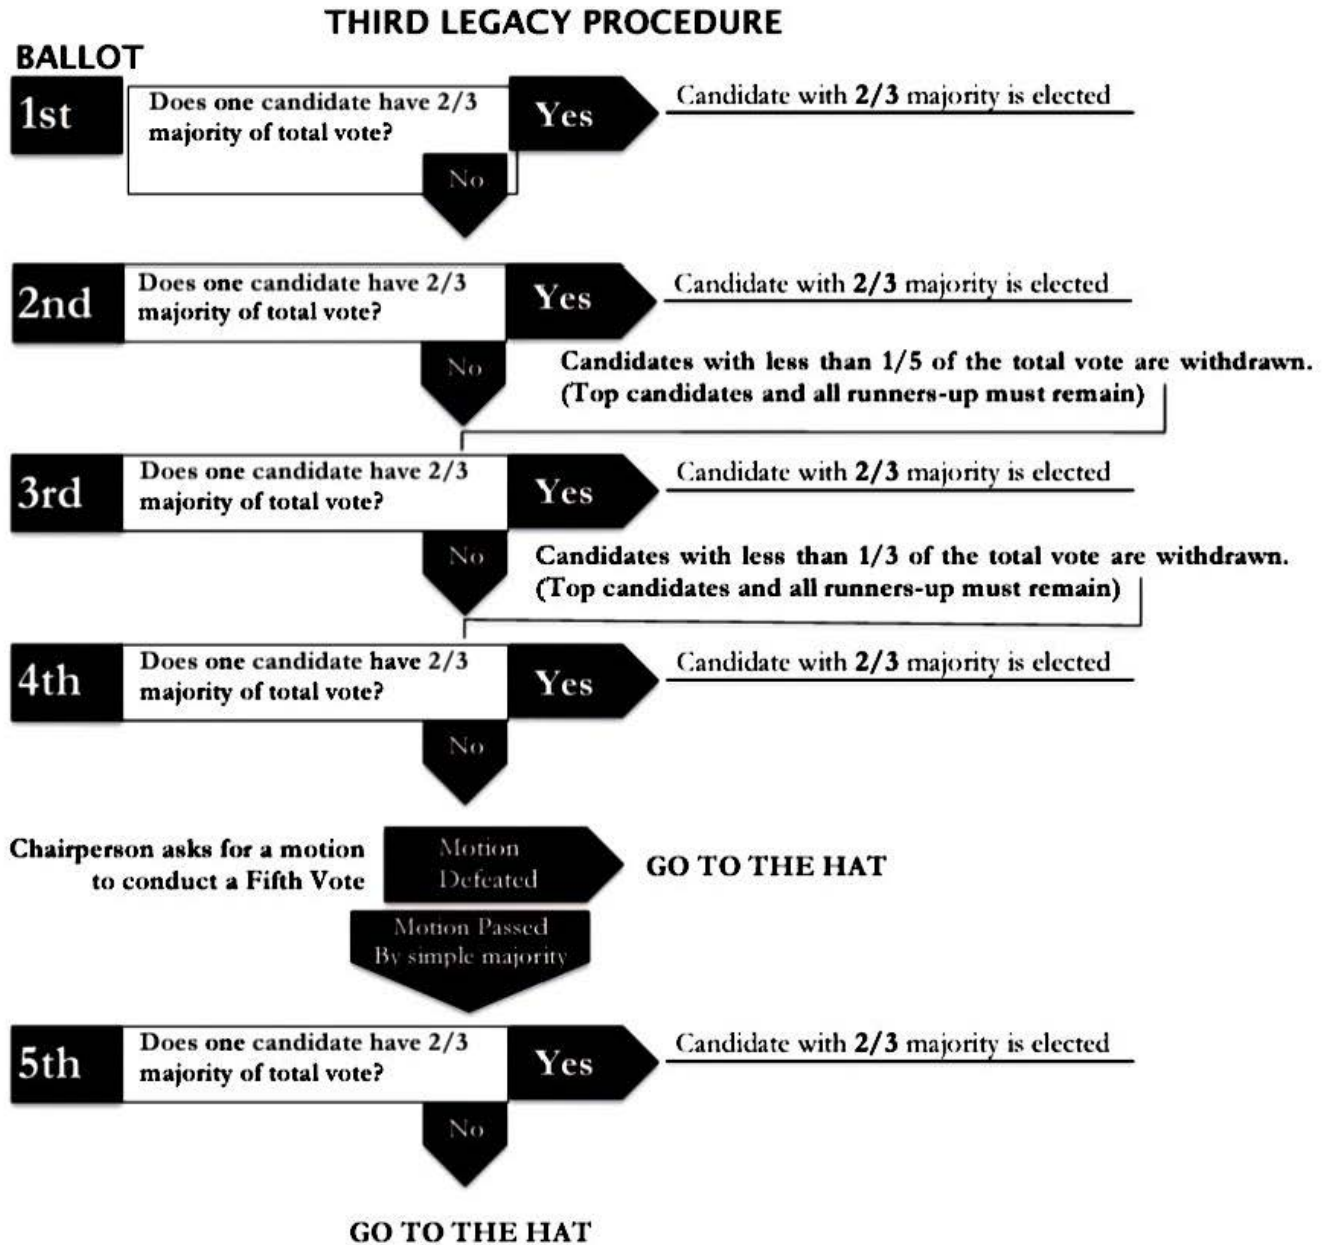 THIRD LEGACY PROCEDURE
BALLOT
1st
Does one candidate have 2/3
majority of total vote?
Yes
Candidate with 2/3 majority is elected
No
2nd
Does one candidate have 2/3
majority of total vote?
Yes
Candidate with 2/3 majority is elected
No
Candidates with less than 1/5 of the total vote are withdrawn.
(Top candidates and all runners-up must remain)
3rd
Does one candidate have 2/3
majority of total vote?
Yes
Candidate with 2/3 majority is elected
No
Candidates with less than 1/3 of the total vote are withdrawn.
(Top candidates and all runners-up must remain)
4th
Does one candidate have 2/3
majority of total vote?
Yes
Candidate with 2/3 majority is elected
No
Chairperson asks for a motion
to conduct a Fifth Vote
Motion
Defeated
GO TO THE HAT
Motion Passed
By simple majority
5th
Does one candidate have 2/3
majority of total vote?
Yes
Candidate with 2/3 majority is elected
No
GO TO THE HAT